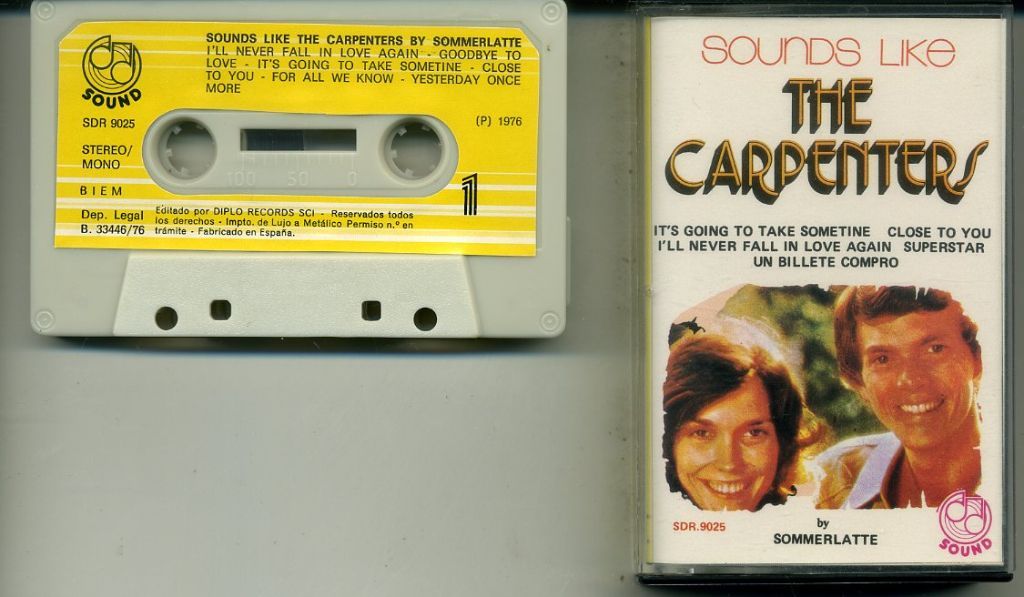 SOUND
SDR 9025
STEREO/
MONO
B I E M
Dep. Legal
B. 33446/76
SOUNDS LIKE THE CARPENTERS BY SOMMERLATTE
I'LL NEVER FALL IN LOVE AGAIN - GOODBYE TO
LOVE - IT'S GOING TO TAKE SOMETINE - CLOSE
TO YOU - FOR ALL WE KNOW - YESTERDAY ONCE
MORE
(P) 1976
100 50 0
1
Editado por DIPLO RECORDS SCI - Reservados todos
los derechos - Impto. de Lujo a Metálico Permiso n.º en
trámite - Fabricado en España.
SOUNDS LIKE
THE
CARPENTERS
IT'S GOING TO TAKE SOMETINE CLOSE TO YOU
I'LL NEVER FALL IN LOVE AGAIN SUPERSTAR
UN BILLETE COMPRO
SDR.9025
by
SOMMERLATTE
SOUND